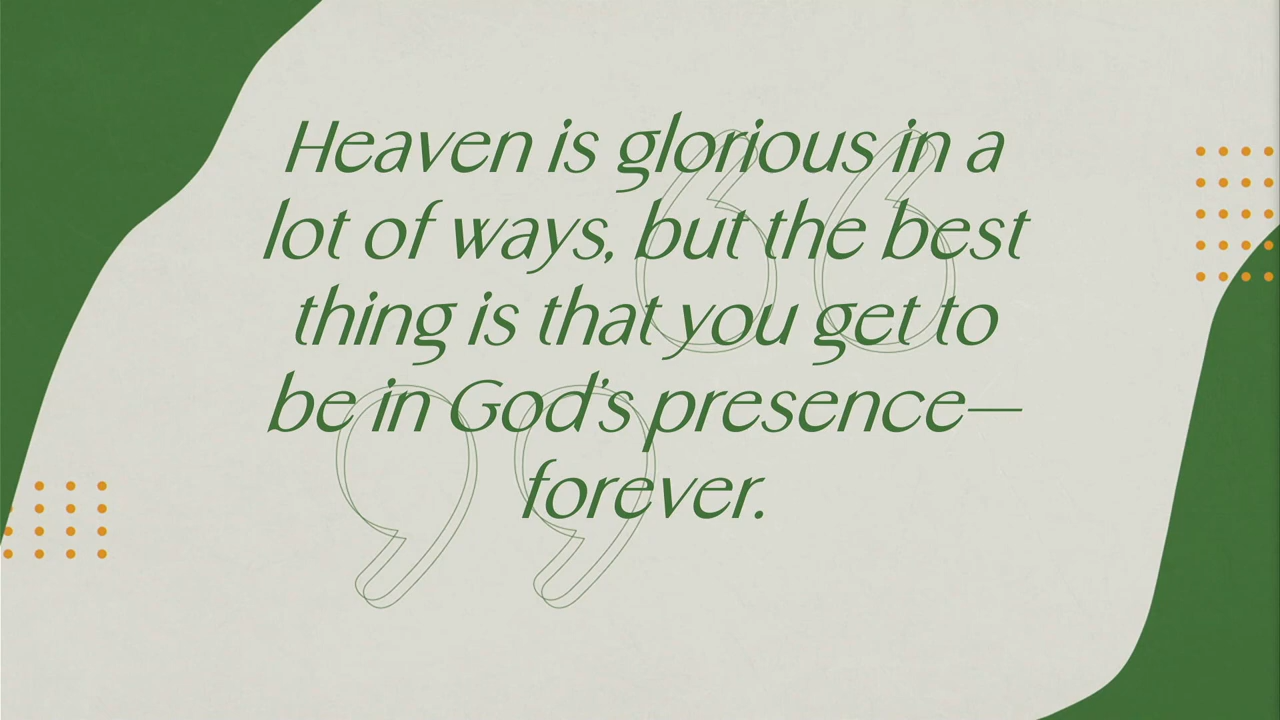 Heaven is glorious in a
lot of ways, but the best
thing is that you get to
be in God's presence—
forever.